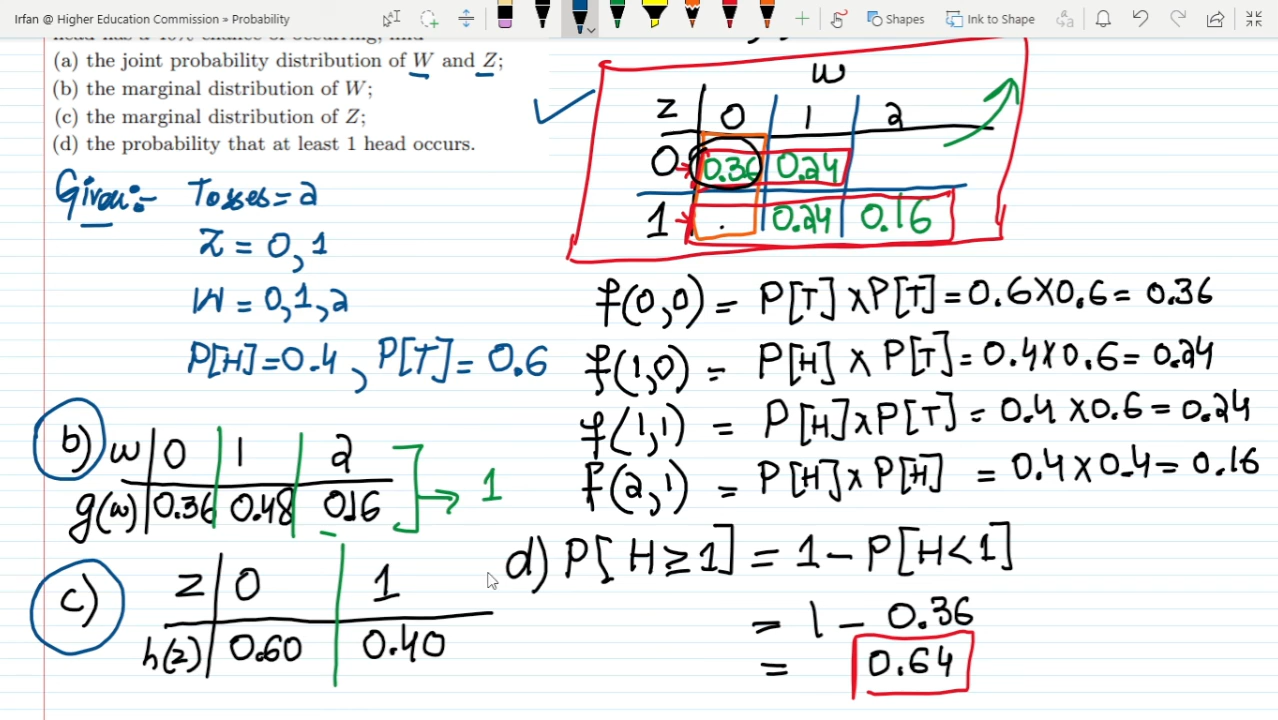 Irfan @ Higher Education Commission » Probability
Shapes
Ink to Shape
(a) the joint probability distribution of W and Z;
(b) the marginal distribution of W;
(c) the marginal distribution of Z;
(d) the probability that at least 1 head occurs.
Given:- Tosses=2
Z = 0,1
W = 0,1,2
P[H]=0.4, P[T]= 0.6
b) w 0 1 2
g(w) 0.36 0.48 0.16 → 1
c) Z 0 1
h(z) 0.60 0.40
w
Z 0 1 2
0 0.36 0.24
1 . 0.24 0.16
f(0,0) = P[T] x P[T] = 0.6 x 0.6 = 0.36
f(1,0) = P[H] x P[T] = 0.4 x 0.6 = 0.24
f(1,1) = P[H] x P[T] = 0.4 x 0.6 = 0.24
f(2,1) = P[H] x P[H] = 0.4 x 0.4 = 0.16
d) P[H ≥ 1] = 1 - P[H < 1]
= 1 - 0.36
= 0.64